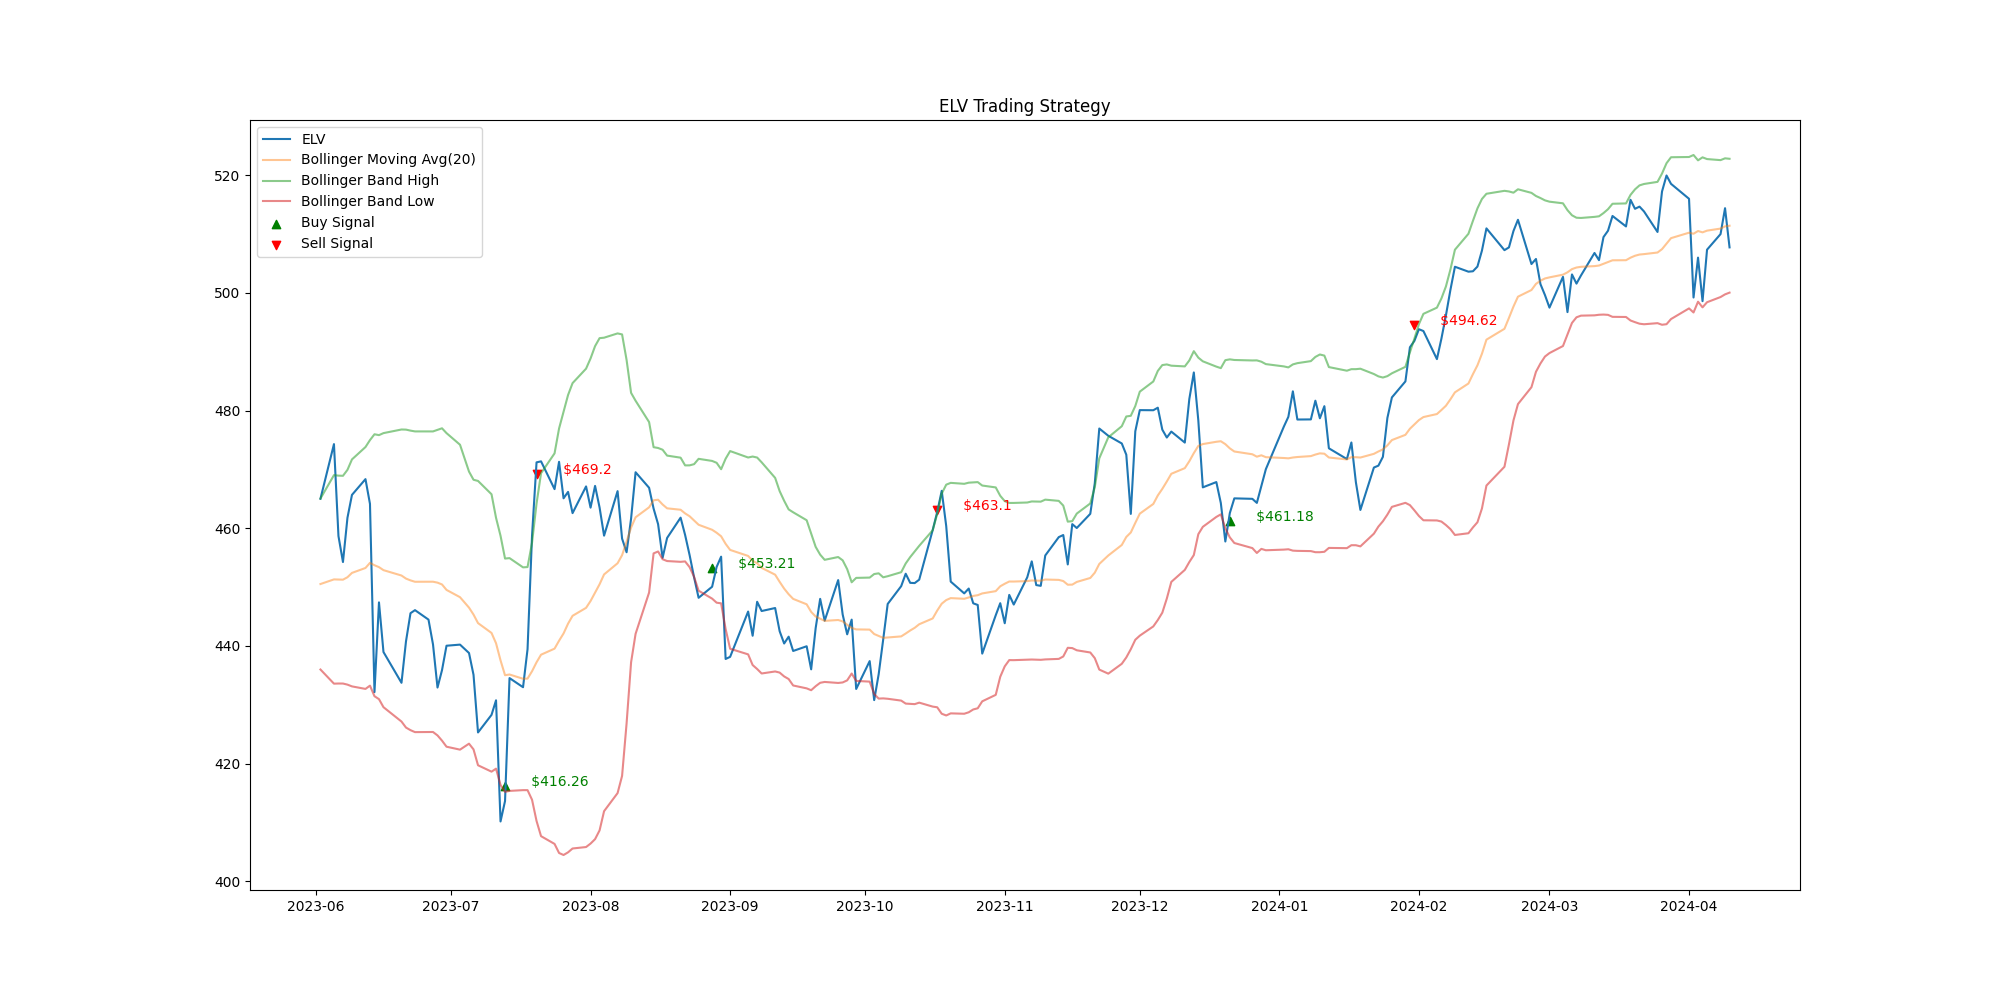 ELV Trading Strategy
ELV
Bollinger Moving Avg(20)
Bollinger Band High
Bollinger Band Low
Buy Signal
Sell Signal
520
500
480
460
440
420
400
$469.2
$416.26
$453.21
$463.1
$461.18
$494.62
2023-06 2023-07 2023-08 2023-09 2023-10 2023-11 2023-12 2024-01 2024-02 2024-03 2024-04